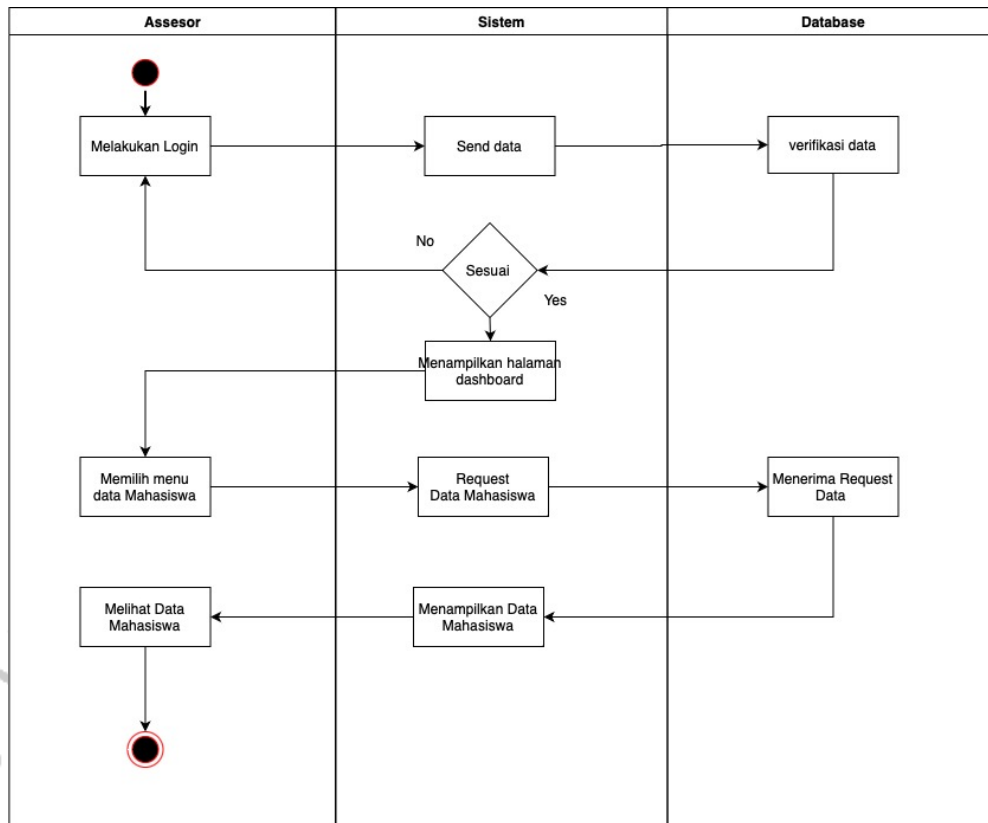 Assesor
Sistem
Database
Melakukan Login
Send data
verifikasi data
No
Sesuai
Yes
Menampilkan halaman
dashboard
Memilih menu
data Mahasiswa
Request
Data Mahasiswa
Menerima Request
Data
Melihat Data
Mahasiswa
Menampilkan Data
Mahasiswa